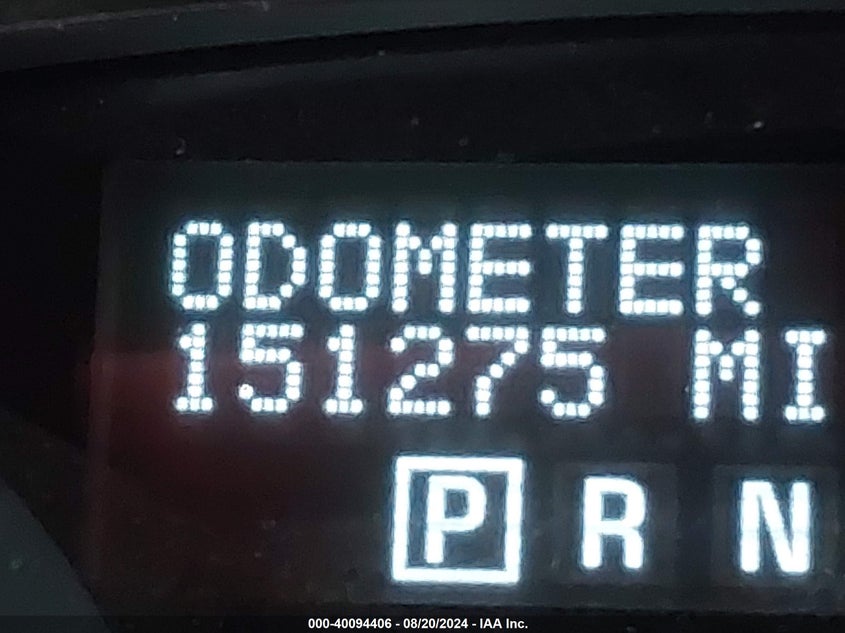 ODOMETER
151275 MI
P R N
000-40094406 - 08/20/2024 - IAA Inc.